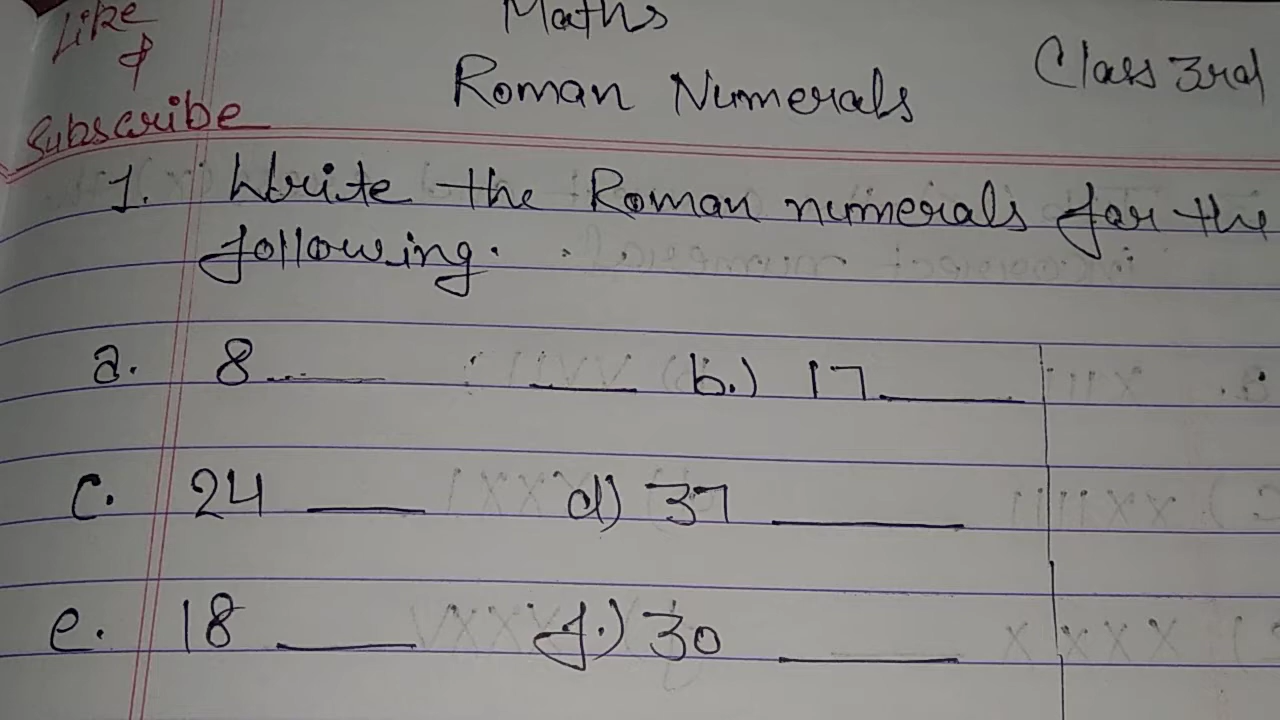 Like
&
Subscribe
Maths
Roman Numerals
Class 3rd
1. Write the Roman numerals for the
following.
a. 8
b.) 17
c. 24
d) 37
e. 18
f.) 30